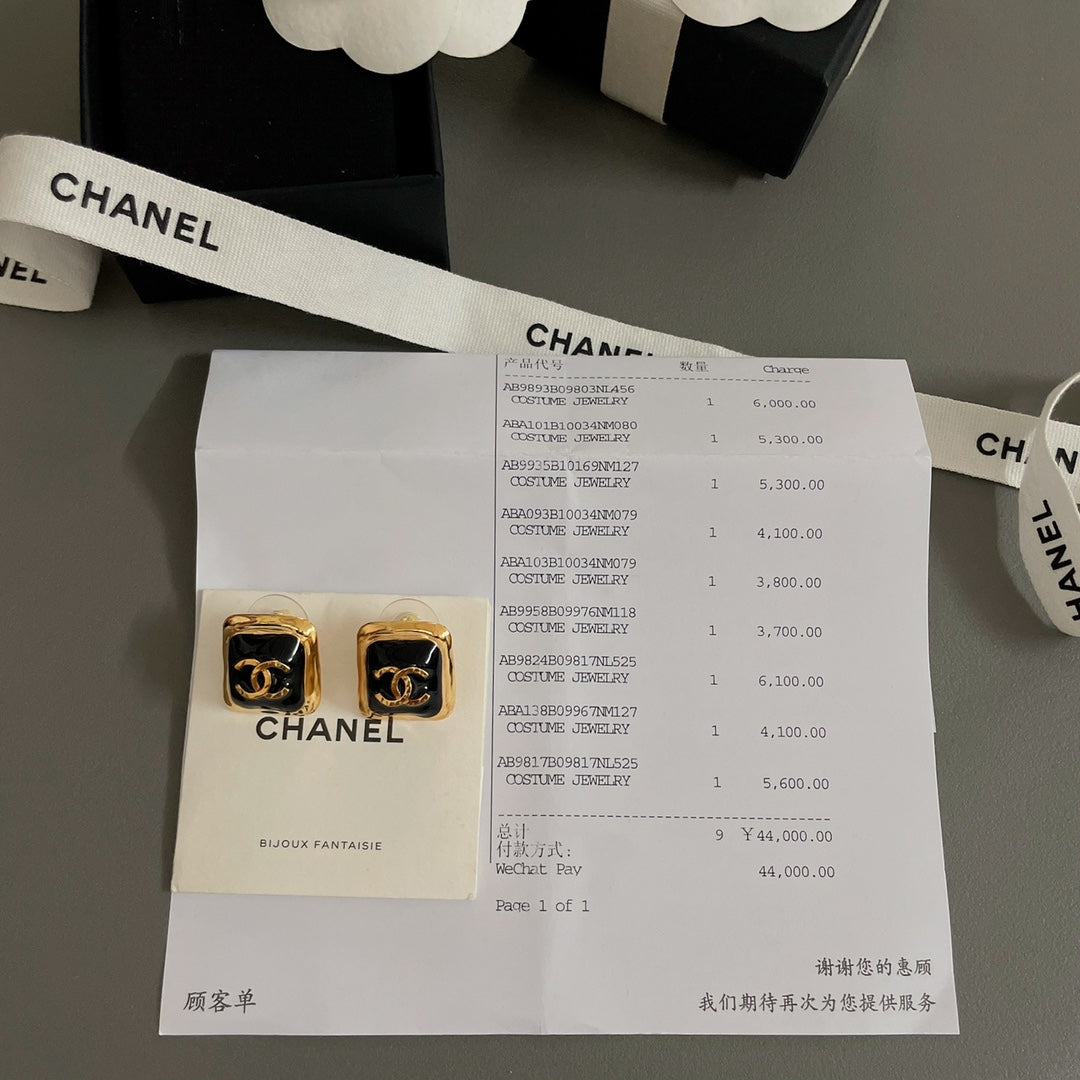 CHANEL
NEL
CHANEL
CHANEL
CHANEL
产品代号 数量 Charge
AB9893B09803NL456
COSTUME JEWELRY 1 6,000.00
ABA101B10034NM080
COSTUME JEWELRY 1 5,300.00
AB9935B10169NM127
COSTUME JEWELRY 1 5,300.00
ABA093B10034NM079
COSTUME JEWELRY 1 4,100.00
ABA103B10034NM079
COSTUME JEWELRY 1 3,800.00
AB9958B09976NM118
COSTUME JEWELRY 1 3,700.00
AB9824B09817NL525
COSTUME JEWELRY 1 6,100.00
ABA138B09967NM127
COSTUME JEWELRY 1 4,100.00
AB9817B09817NL525
COSTUME JEWELRY 1 5,600.00
总计 9 ¥44,000.00
付款方式:
WeChat Pay 44,000.00
Page 1 of 1
谢谢您的惠顾
顾客单 我们期待再次为您提供服务
CHANEL
BIJOUX FANTAISIE